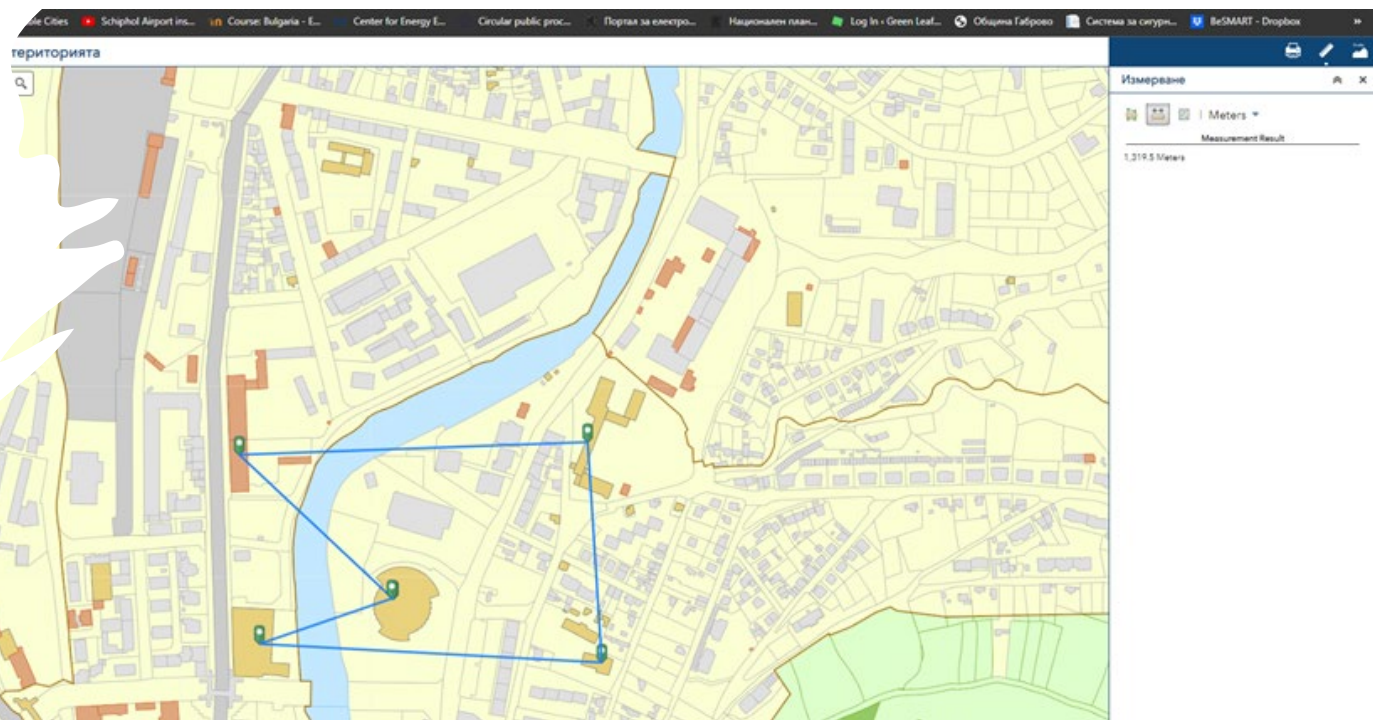 ble Cities Schiphol Airport ins... Course: Bulgaria - E... Center for Energy E... Circular public proc... Портал за електро... Национален план... Log In ‹ Green Leaf... Община Габрово Система за сигурн... BeSMART - Dropbox »
територията
Измерване
Meters
Measurement Result
1,319.5 Meters